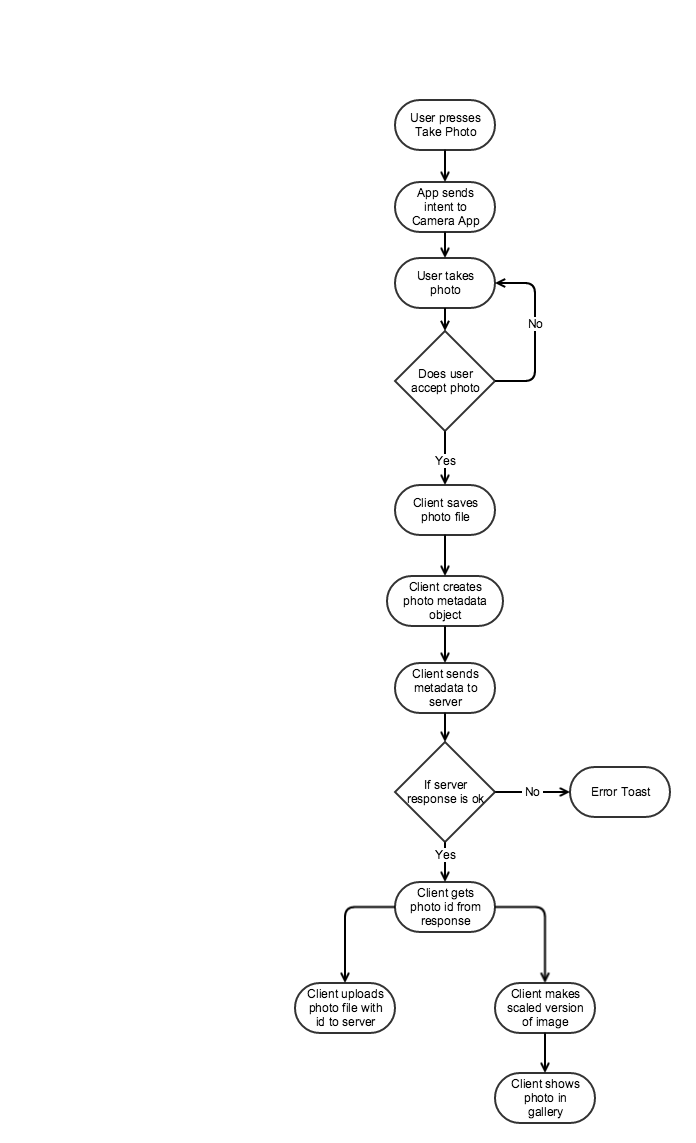 User presses
Take Photo
App sends
intent to
Camera App
User takes
photo
No
Does user
accept photo
Yes
Client saves
photo file
Client creates
photo metadata
object
Client sends
metadata to
server
If server
response is ok
No
Error Toast
Yes
Client gets
photo id from
response
Client uploads
photo file with
id to server
Client makes
scaled version
of image
Client shows
photo in
gallery